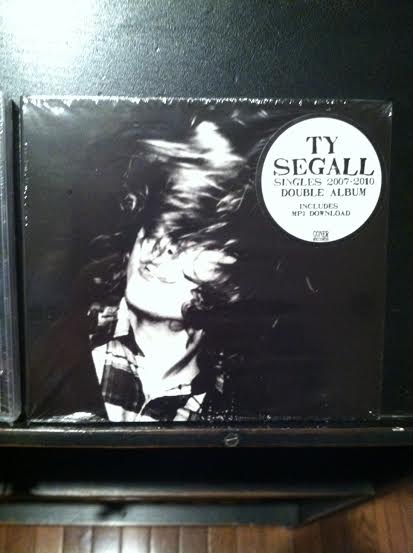 TY
SEGALL
SINGLES 2007-2010
DOUBLE ALBUM
INCLUDES
MP3 DOWNLOAD